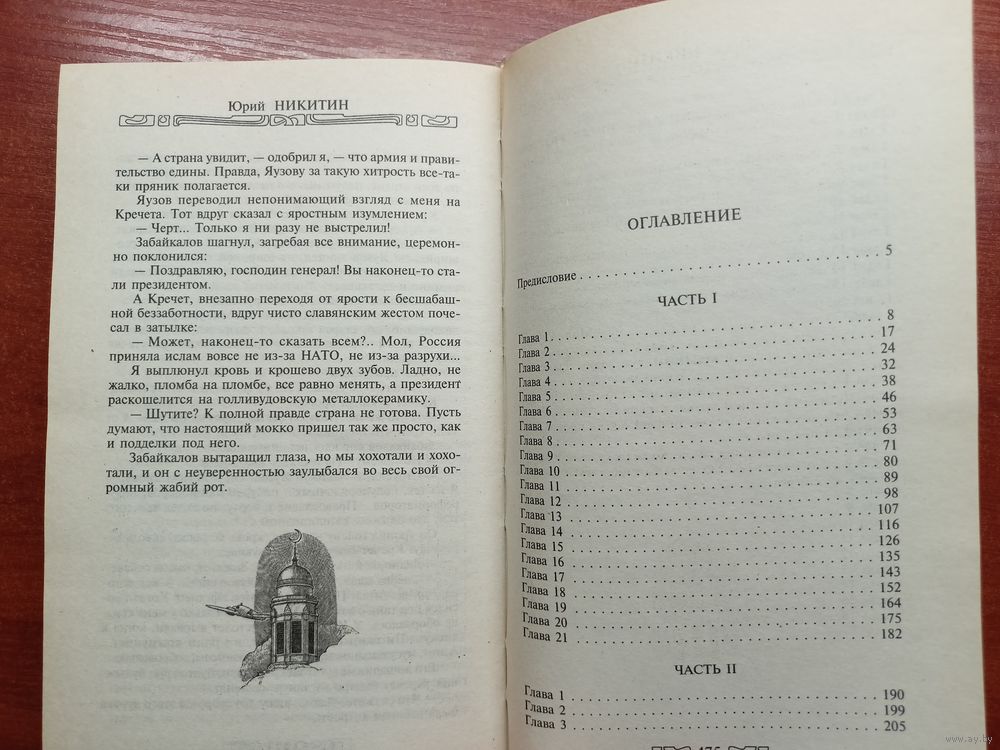 Юрий НИКИТИН
— А страна увидит, — одобрил я, — что армия и прави-
тельство едины. Правда, Яузову за такую хитрость все-та-
ки пряник полагается.
Яузов переводил непонимающий взгляд с меня на
Кречета. Тот вдруг сказал с яростным изумлением:
— Черт... Только я ни разу не выстрелил!
Забайкалов шагнул, загребая все внимание, церемон-
но поклонился:
— Поздравляю, господин генерал! Вы наконец-то ста-
ли президентом.
А Кречет, внезапно переходя от ярости к бесшабаш-
ной беззаботности, вдруг чисто славянским жестом поче-
сал в затылке:
— Может, наконец-то сказать всем?.. Мол, Россия
приняла ислам вовсе не из-за НАТО, не из-за разрухи...
Я выплюнул кровь и крошево двух зубов. Ладно, не
жалко, пломба на пломбе, все равно менять, а президент
раскошелится на голливудовскую металлокерамику.
— Шутите? К полной правде страна не готова. Пусть
думают, что настоящий мокко пришел так же просто, как
и подделки под него.
Забайкалов вытаращил глаза, но мы хохотали и хохо-
тали, и он с неуверенностью заулыбался во весь свой ог-
ромный жабий рот.
ОГЛАВЛЕНИЕ
Предисловие . . . . . . . . . . 5
ЧАСТЬ I
Глава 1 . . . . . . . . . . 8
Глава 2 . . . . . . . . . . 17
Глава 3 . . . . . . . . . . 24
Глава 4 . . . . . . . . . . 32
Глава 5 . . . . . . . . . . 38
Глава 6 . . . . . . . . . . 46
Глава 7 . . . . . . . . . . 53
Глава 8 . . . . . . . . . . 63
Глава 9 . . . . . . . . . . 71
Глава 10 . . . . . . . . . . 80
Глава 11 . . . . . . . . . . 89
Глава 12 . . . . . . . . . . 98
Глава 13 . . . . . . . . . . 107
Глава 14 . . . . . . . . . . 116
Глава 15 . . . . . . . . . . 126
Глава 16 . . . . . . . . . . 135
Глава 17 . . . . . . . . . . 143
Глава 18 . . . . . . . . . . 152
Глава 19 . . . . . . . . . . 164
Глава 20 . . . . . . . . . . 175
Глава 21 . . . . . . . . . . 182
ЧАСТЬ II
Глава 1 . . . . . . . . . . 190
Глава 2 . . . . . . . . . . 199
Глава 3 . . . . . . . . . . 205
www.ay.by